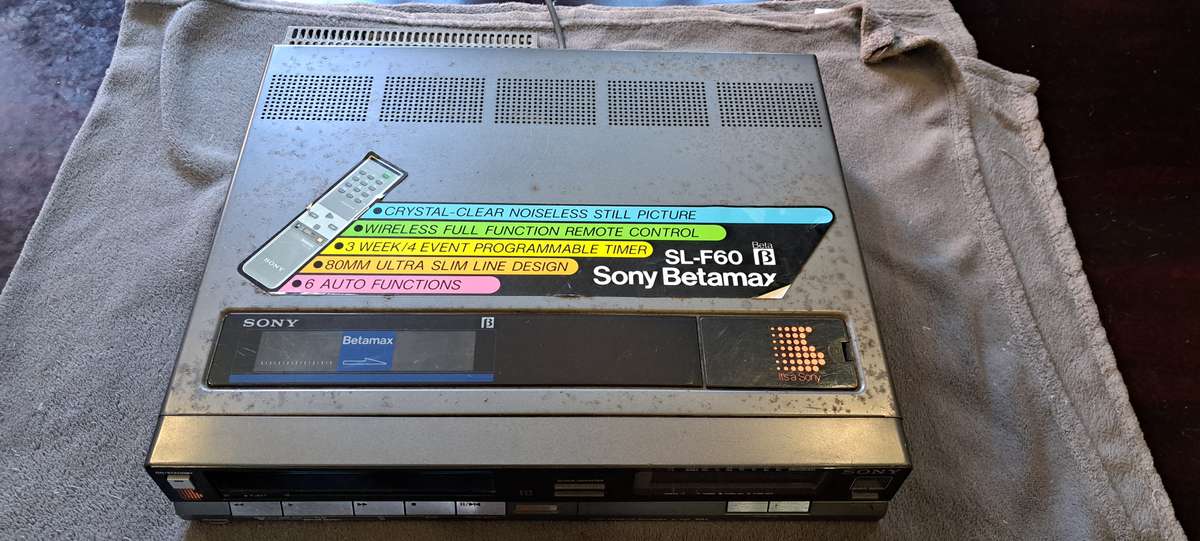 • CRYSTAL-CLEAR NOISELESS STILL PICTURE
• WIRELESS FULL FUNCTION REMOTE CONTROL
• 3 WEEK/4 EVENT PROGRAMMABLE TIMER
• 80MM ULTRA SLIM LINE DESIGN
• 6 AUTO FUNCTIONS
SL-F60 Beta β
Sony Betamax
SONY
SONY β
Betamax
It's a Sony
SONY